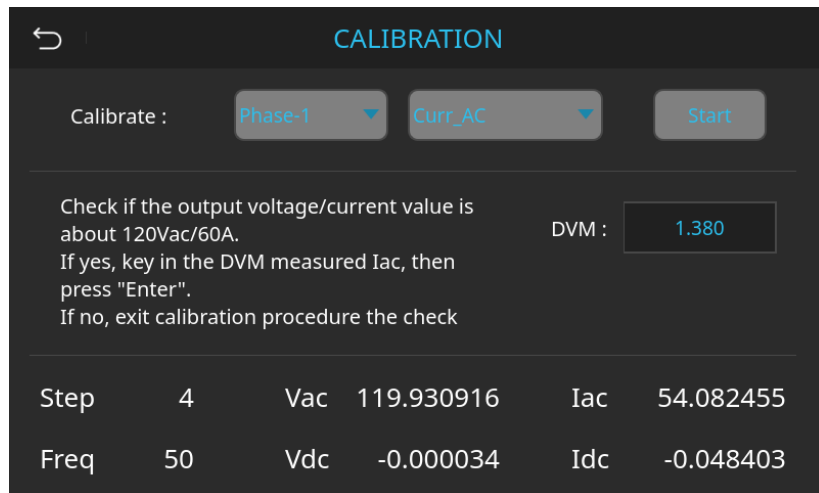 CALIBRATION
Calibrate : Phase-1 Curr_AC Start
Check if the output voltage/current value is
about 120Vac/60A.
If yes, key in the DVM measured Iac, then
press "Enter".
If no, exit calibration procedure the check
DVM : 1.380
Step 4 Vac 119.930916 Iac 54.082455
Freq 50 Vdc -0.000034 Idc -0.048403